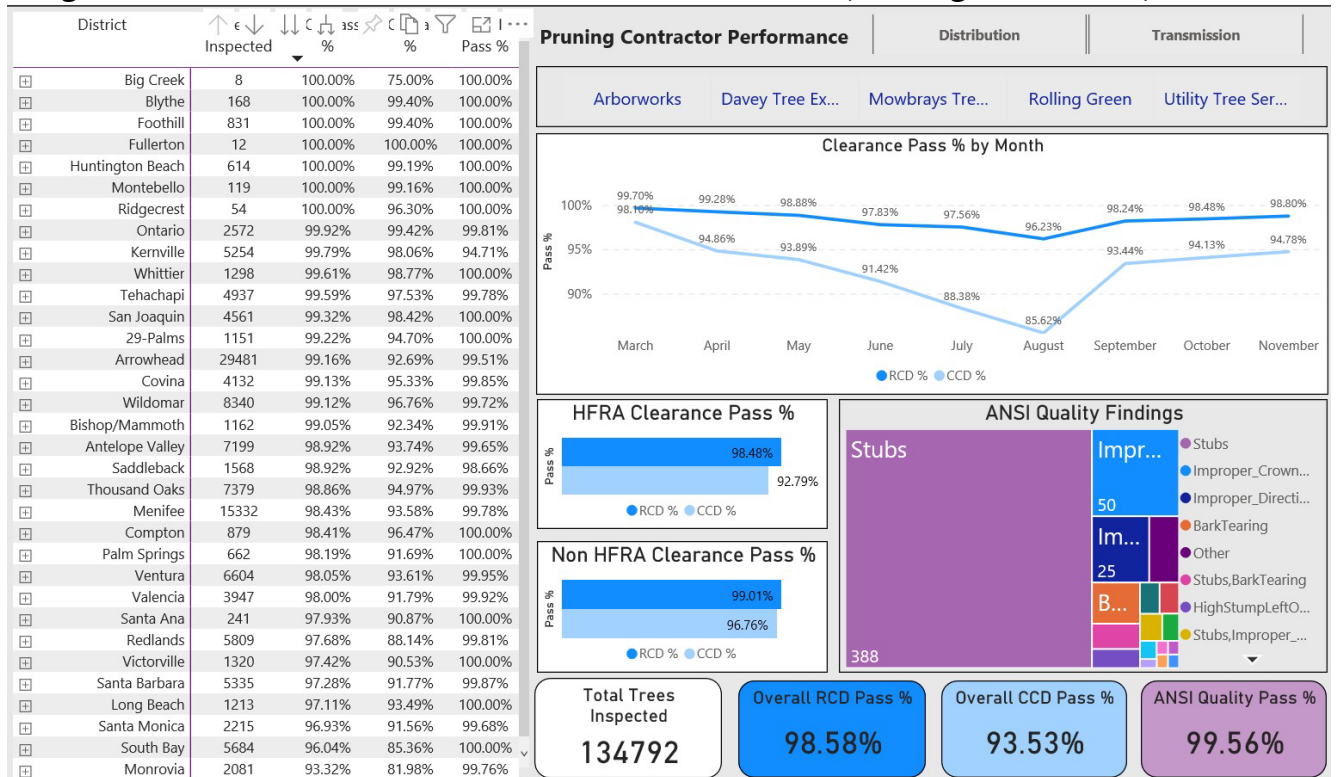 District
Inspected % % Pass %
Big Creek 8 100.00% 75.00% 100.00%
Blythe 168 100.00% 99.40% 100.00%
Foothill 831 100.00% 99.40% 100.00%
Fullerton 12 100.00% 100.00% 100.00%
Huntington Beach 614 100.00% 99.19% 100.00%
Montebello 119 100.00% 99.16% 100.00%
Ridgecrest 54 100.00% 96.30% 100.00%
Ontario 2572 99.92% 99.42% 99.81%
Kernville 5254 99.79% 98.06% 94.71%
Whittier 1298 99.61% 98.77% 100.00%
Tehachapi 4937 99.59% 97.53% 99.78%
San Joaquin 4561 99.32% 98.42% 100.00%
29-Palms 1151 99.22% 94.70% 100.00%
Arrowhead 29481 99.16% 92.69% 99.51%
Covina 4132 99.13% 95.33% 99.85%
Wildomar 8340 99.12% 96.76% 99.72%
Bishop/Mammoth 1162 99.05% 92.34% 99.91%
Antelope Valley 7199 98.92% 93.74% 99.65%
Saddleback 1568 98.92% 92.92% 98.66%
Thousand Oaks 7379 98.86% 94.97% 99.93%
Menifee 15332 98.43% 93.58% 99.78%
Compton 879 98.41% 96.47% 100.00%
Palm Springs 662 98.19% 91.69% 100.00%
Ventura 6604 98.05% 93.61% 99.95%
Valencia 3947 98.00% 91.79% 99.92%
Santa Ana 241 97.93% 90.87% 100.00%
Redlands 5809 97.68% 88.14% 99.81%
Victorville 1320 97.42% 90.53% 100.00%
Santa Barbara 5335 97.28% 91.77% 99.87%
Long Beach 1213 97.11% 93.49% 100.00%
Santa Monica 2215 96.93% 91.56% 99.68%
South Bay 5684 96.04% 85.36% 100.00%
Monrovia 2081 93.32% 81.98% 99.76%
Pruning Contractor Performance
Distribution
Transmission
Arborworks Davey Tree Ex... Mowbrays Tre... Rolling Green Utility Tree Ser...
Clearance Pass % by Month
Pass %
100%
95%
90%
99.70% 99.28% 98.88% 97.83% 97.56% 96.23% 98.24% 98.48% 98.80%
98.10% 94.86% 93.89% 91.42% 88.38% 85.62% 93.44% 94.13% 94.78%
March April May June July August September October November
RCD % CCD %
HFRA Clearance Pass %
Pass %
98.48%
92.79%
RCD % CCD %
Non HFRA Clearance Pass %
Pass %
99.01%
96.76%
RCD % CCD %
ANSI Quality Findings
Stubs
388
Impr...
50
Im...
25
B...
Stubs
Improper_Crown...
Improper_Directi...
BarkTearing
Other
Stubs,BarkTearing
HighStumpLeftO...
Stubs,Improper_...
Total Trees
Inspected
134792
Overall RCD Pass %
98.58%
Overall CCD Pass %
93.53%
ANSI Quality Pass %
99.56%